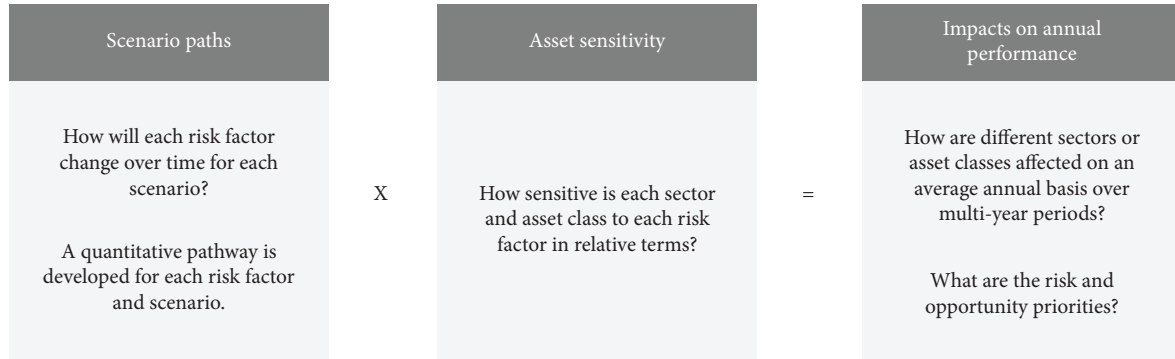 Scenario paths
How will each risk factor
change over time for each
scenario?
A quantitative pathway is
developed for each risk factor
and scenario.
X
Asset sensitivity
How sensitive is each sector
and asset class to each risk
factor in relative terms?
=
Impacts on annual
performance
How are different sectors or
asset classes affected on an
average annual basis over
multi-year periods?
What are the risk and
opportunity priorities?